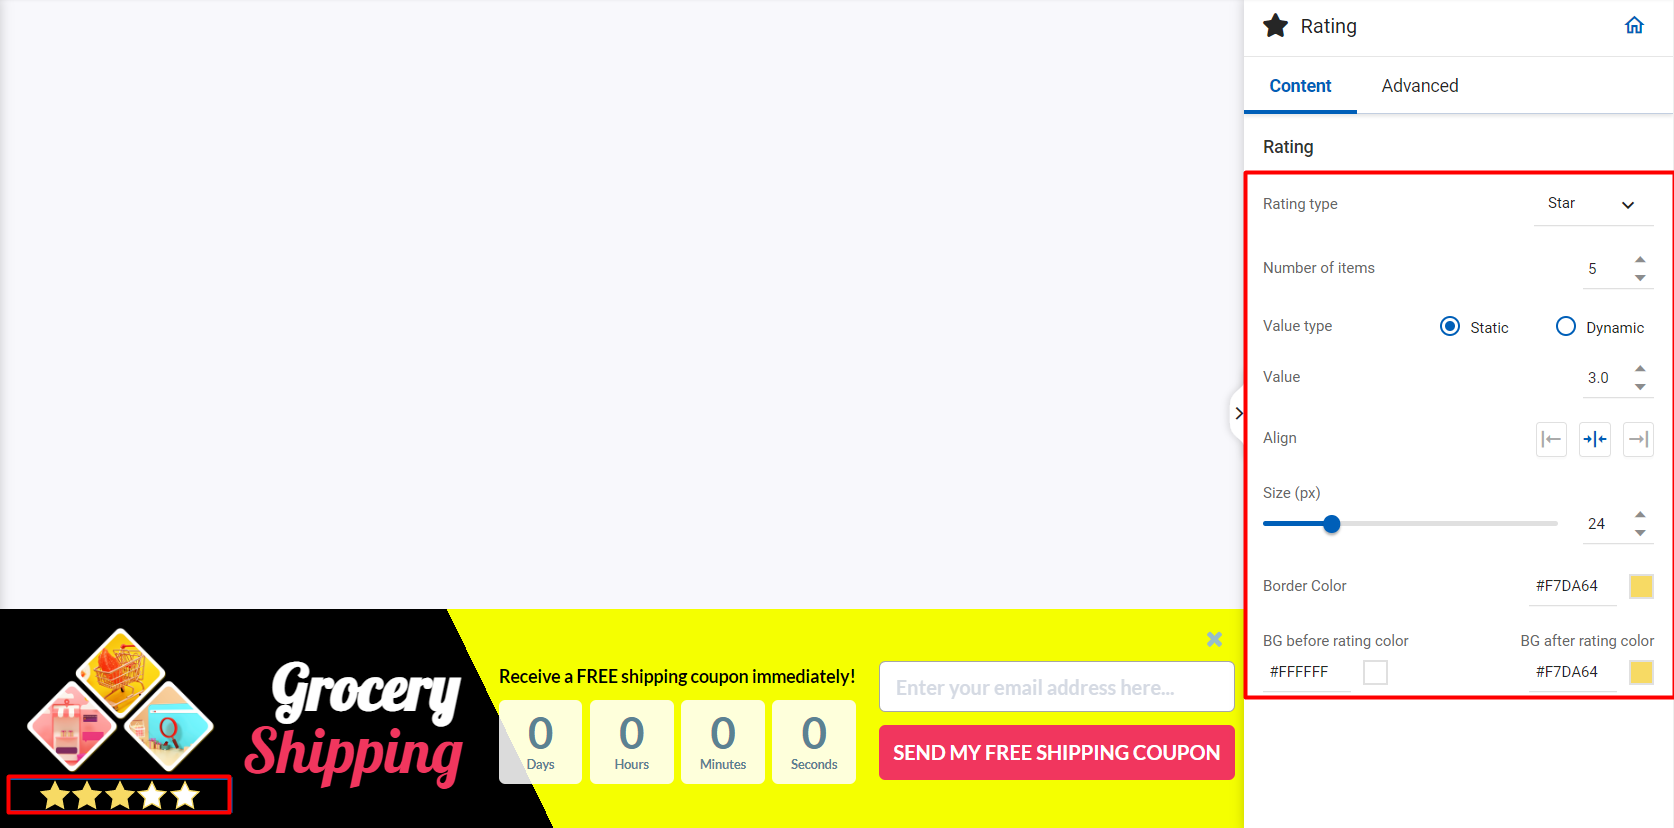 Rating
Content Advanced
Rating
Rating type Star
Number of items 5
Value type Static Dynamic
Value 3.0
Align
Size (px)
24
Border Color #F7DA64
BG before rating color BG after rating color
#FFFFFF #F7DA64
Grocery
Shipping
Receive a FREE shipping coupon immediately!
0 0 0 0
Days Hours Minutes Seconds
Enter your email address here...
SEND MY FREE SHIPPING COUPON